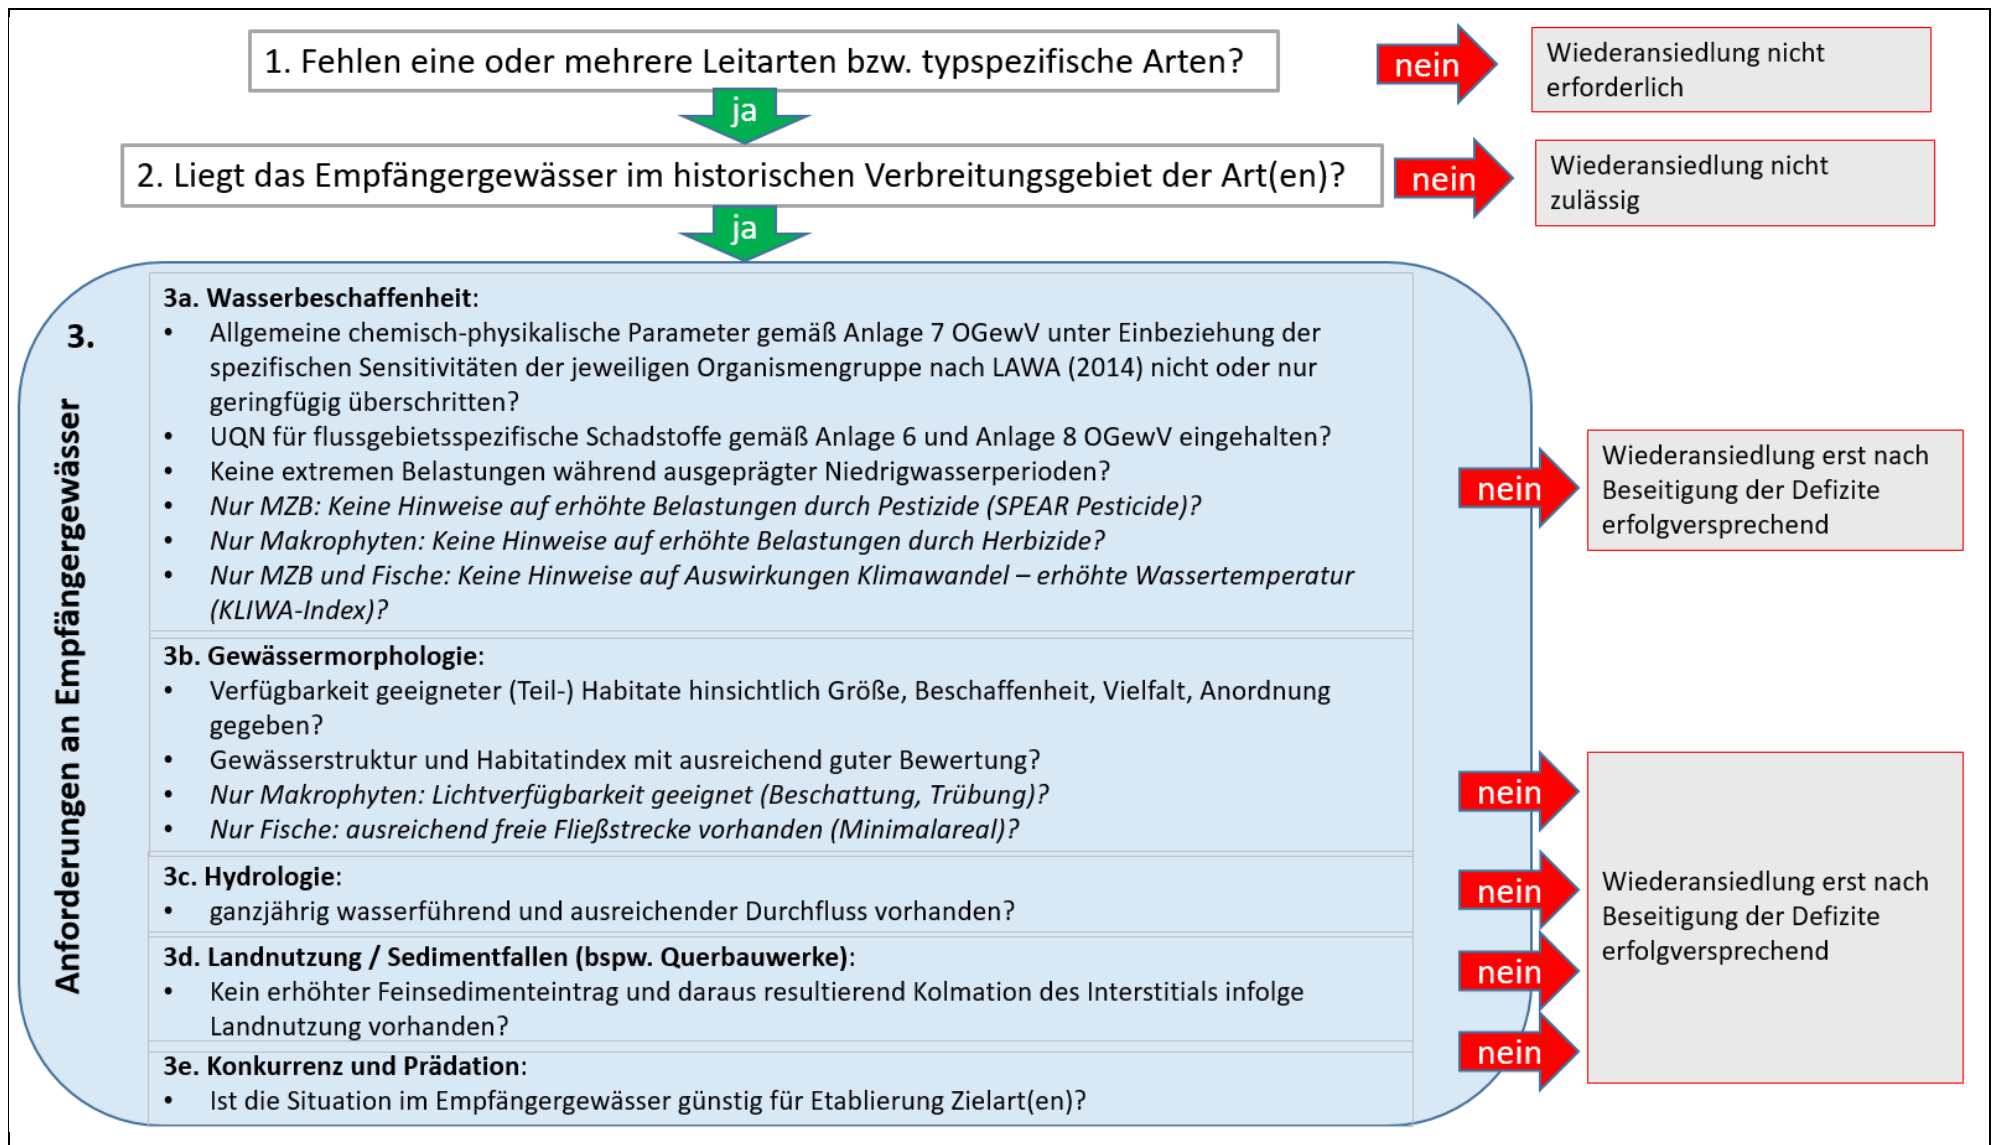 1. Fehlen eine oder mehrere Leitarten bzw. typspezifische Arten?
nein
Wiederansiedlung nicht
erforderlich
ja
2. Liegt das Empfängergewässer im historischen Verbreitungsgebiet der Art(en)?
nein
Wiederansiedlung nicht
zulässig
ja
3.
Anforderungen an Empfängergewässer
3a. Wasserbeschaffenheit:
• Allgemeine chemisch-physikalische Parameter gemäß Anlage 7 OGewV unter Einbeziehung der
spezifischen Sensitivitäten der jeweiligen Organismengruppe nach LAWA (2014) nicht oder nur
geringfügig überschritten?
• UQN für flussgebietsspezifische Schadstoffe gemäß Anlage 6 und Anlage 8 OGewV eingehalten?
• Keine extremen Belastungen während ausgeprägter Niedrigwasserperioden?
• Nur MZB: Keine Hinweise auf erhöhte Belastungen durch Pestizide (SPEAR Pesticide)?
• Nur Makrophyten: Keine Hinweise auf erhöhte Belastungen durch Herbizide?
• Nur MZB und Fische: Keine Hinweise auf Auswirkungen Klimawandel – erhöhte Wassertemperatur
(KLIWA-Index)?
nein
Wiederansiedlung erst nach
Beseitigung der Defizite
erfolgversprechend
3b. Gewässermorphologie:
• Verfügbarkeit geeigneter (Teil-) Habitate hinsichtlich Größe, Beschaffenheit, Vielfalt, Anordnung
gegeben?
• Gewässerstruktur und Habitatindex mit ausreichend guter Bewertung?
• Nur Makrophyten: Lichtverfügbarkeit geeignet (Beschattung, Trübung)?
• Nur Fische: ausreichend freie Fließstrecke vorhanden (Minimalareal)?
nein
3c. Hydrologie:
• ganzjährig wasserführend und ausreichender Durchfluss vorhanden?
nein
3d. Landnutzung / Sedimentfallen (bspw. Querbauwerke):
• Kein erhöhter Feinsedimenteintrag und daraus resultierend Kolmation des Interstitials infolge
Landnutzung vorhanden?
nein
3e. Konkurrenz und Prädation:
• Ist die Situation im Empfängergewässer günstig für Etablierung Zielart(en)?
nein
Wiederansiedlung erst nach
Beseitigung der Defizite
erfolgversprechend